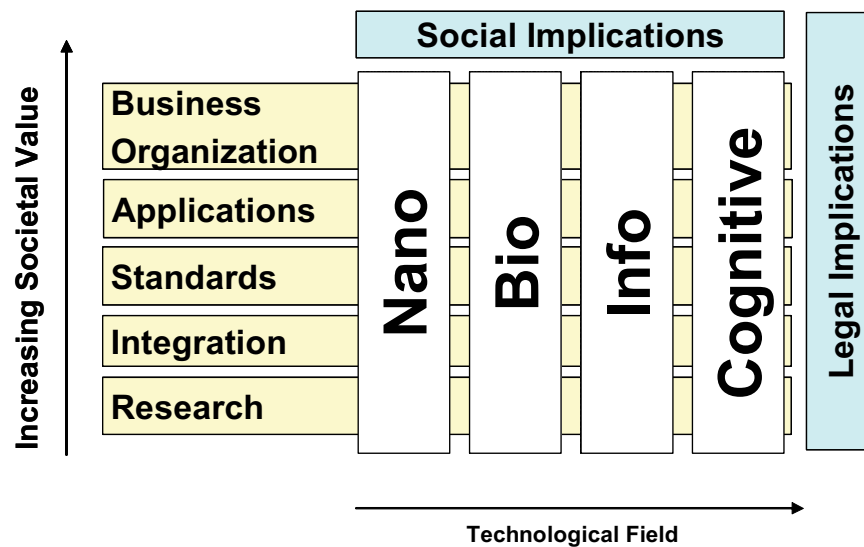 Social Implications
Increasing Societal Value
Business
Organization
Applications
Standards
Integration
Research
Nano
Bio
Info
Cognitive
Legal Implications
Technological Field